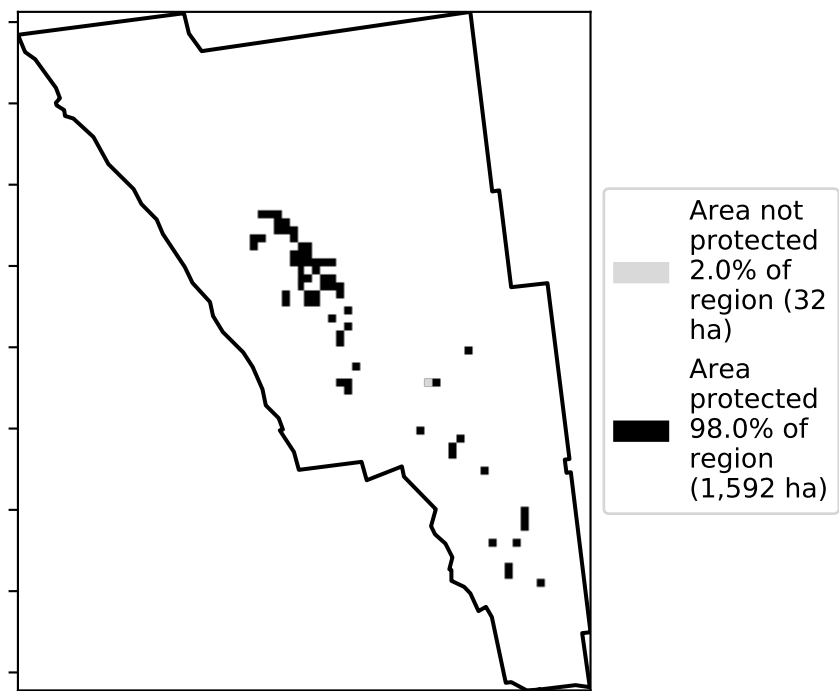 Area not
protected
2.0% of
region (32
ha)
Area
protected
98.0% of
region
(1,592 ha)